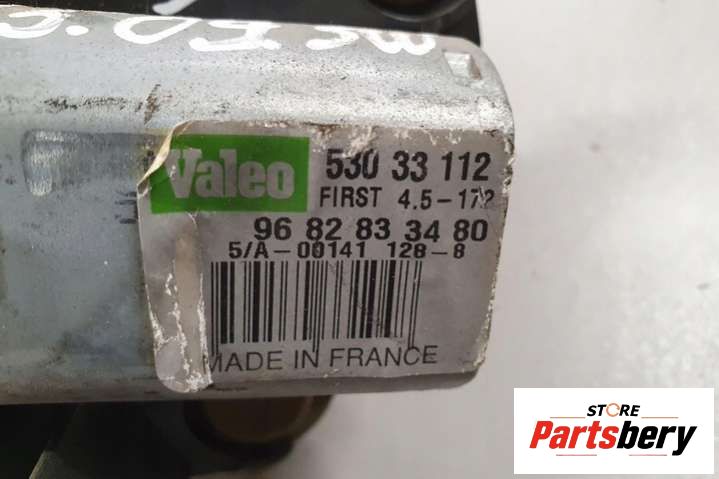 Valeo
530 33 112
FIRST 4.5-172
96 82 83 34 80
5/A-00141 128-8
MADE IN FRANCE
STORE
Partsbery